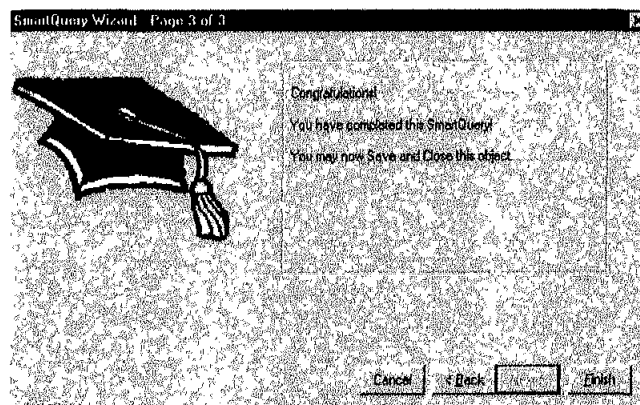 SmartQuery Wizard - Page 3 of 3
Congratulations!
You have completed this SmartQuery!
You may now Save and Close this object.
Cancel
< Back
Finish